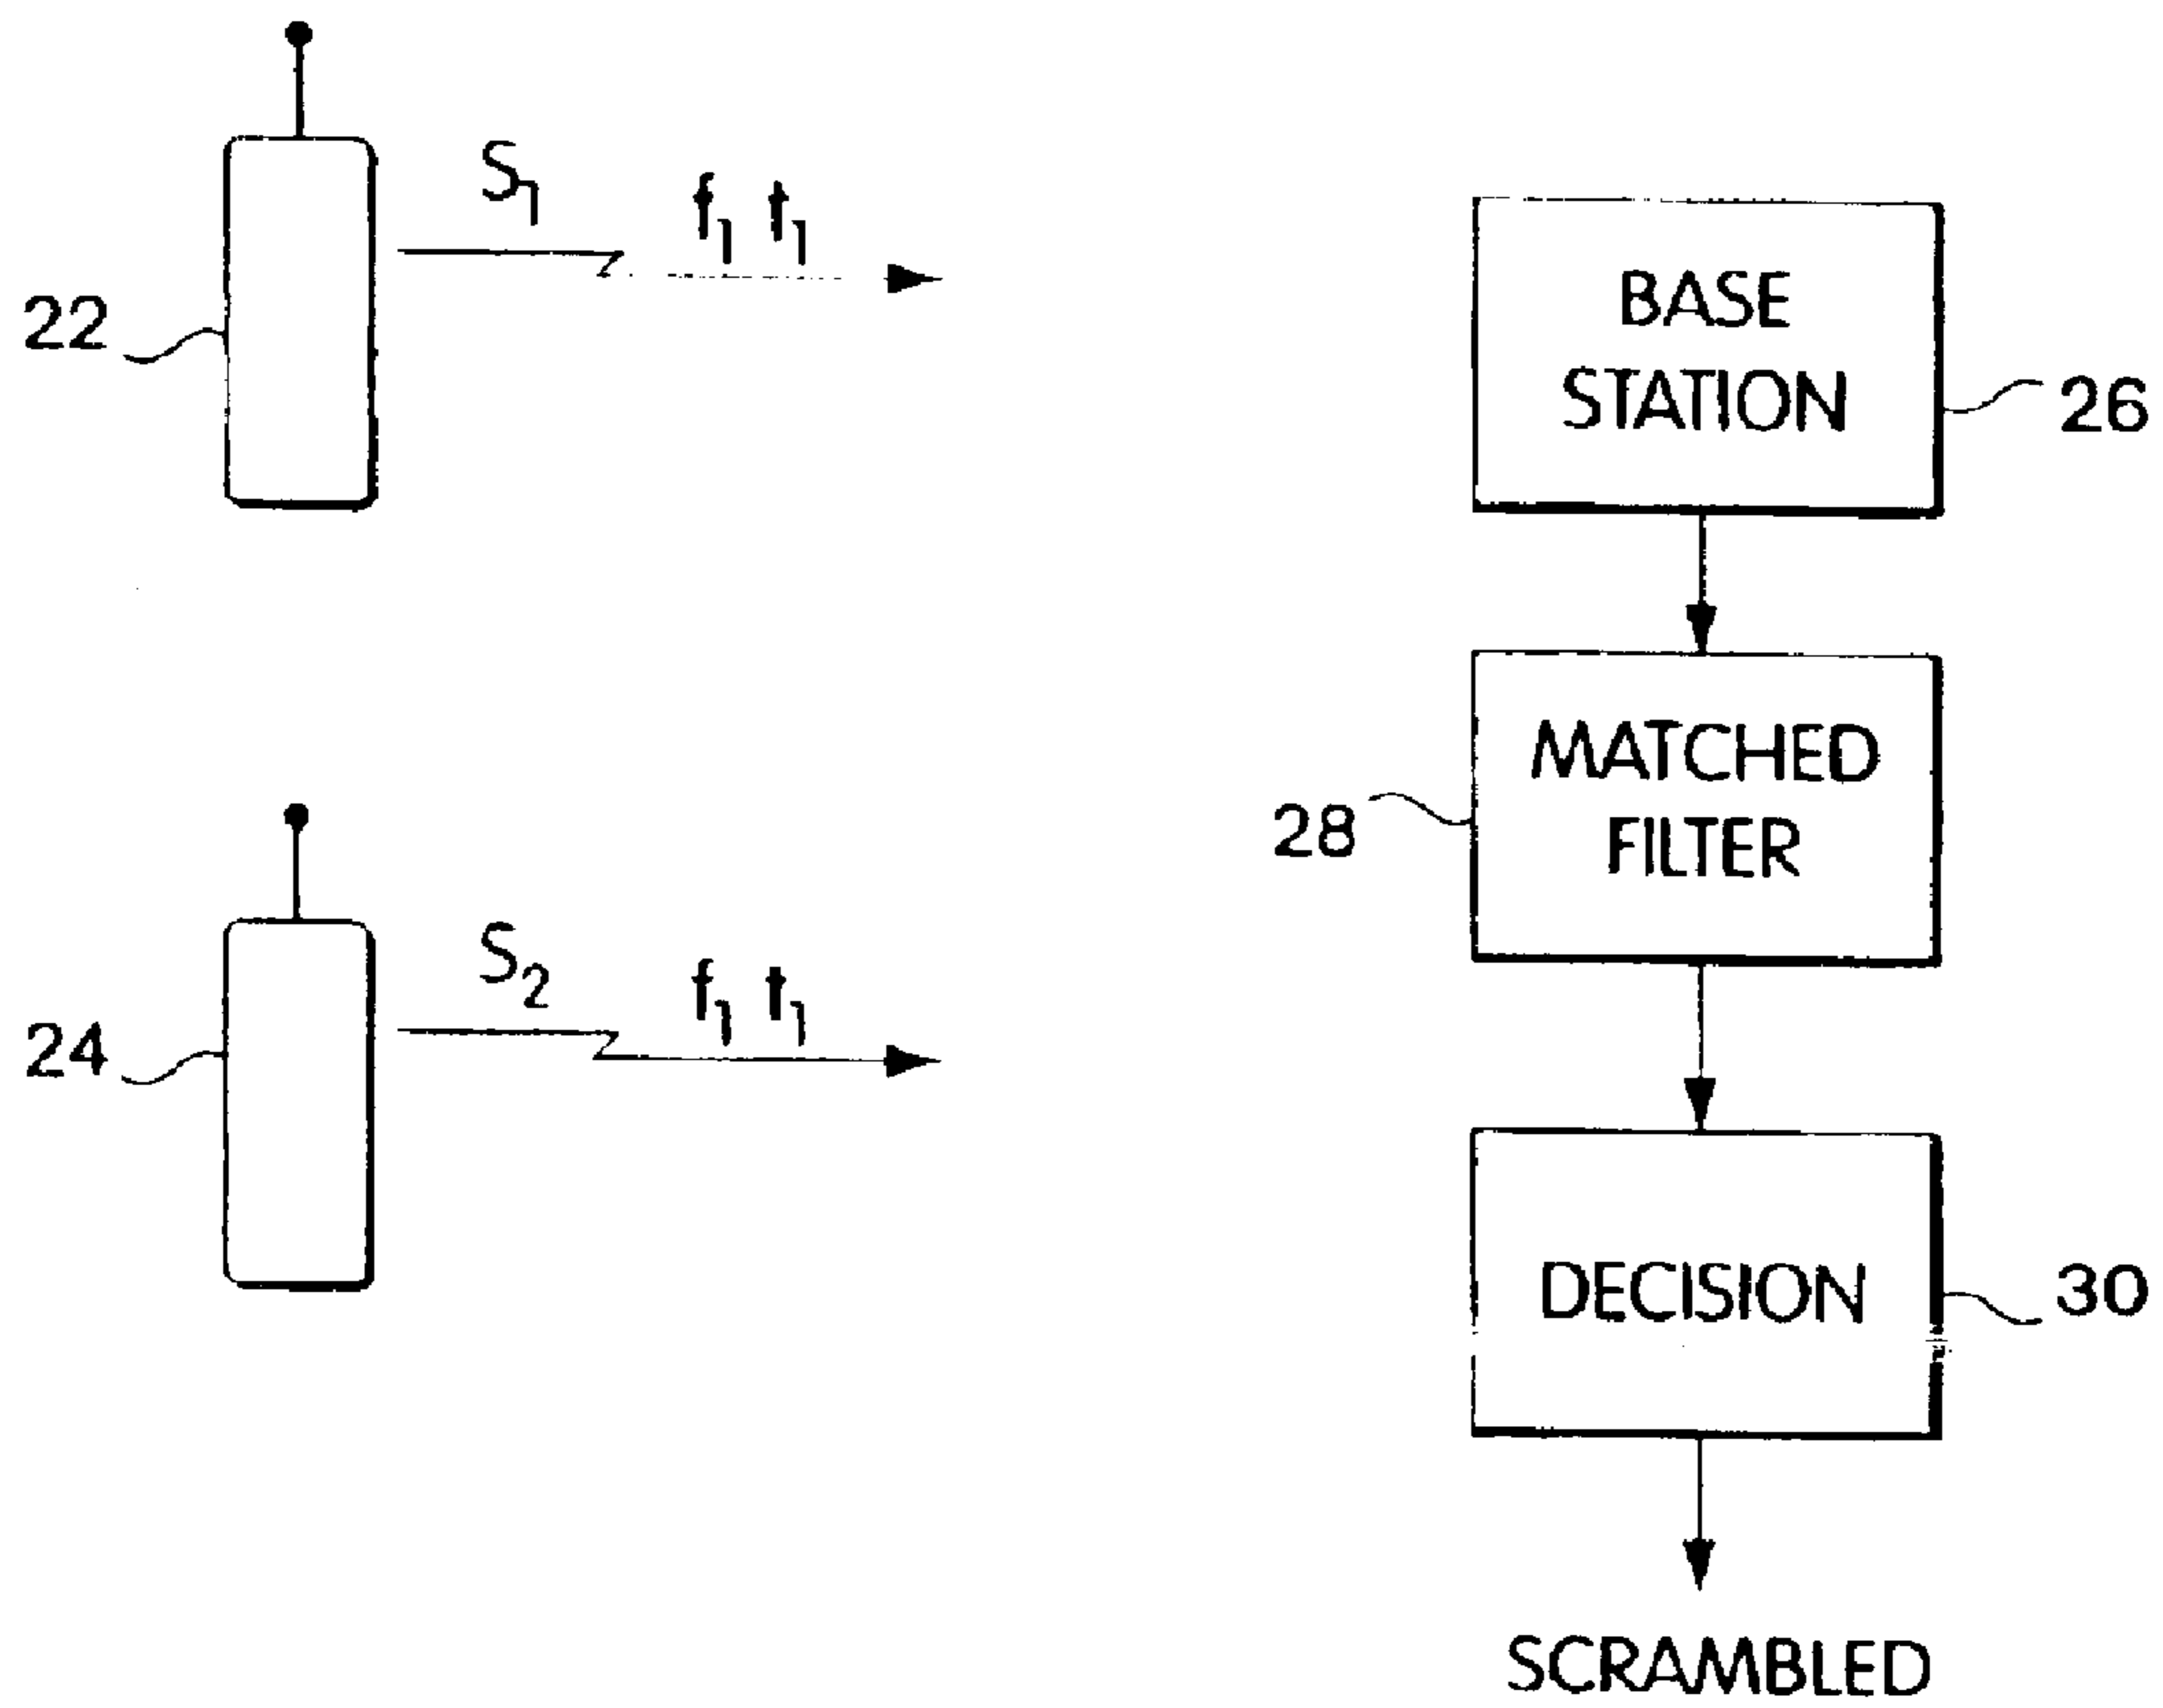 S1
f1 t1
22
BASE
STATION
26
MATCHED
FILTER
28
S2
f1 t1
24
DECISION
30
SCRAMBLED